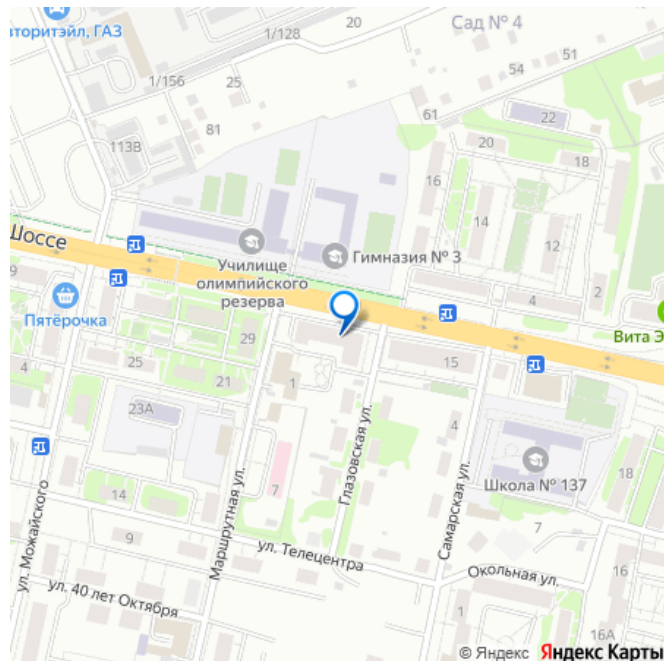 вторитэйл, ГАЗ
1/128
Сад № 4
1/156
25
54
51
61
22
81
113В
20
18
16
14
12
Шоссе
Училище
олимпийского
резерва
Гимназия № 3
2
4
9
Пятёрочка
29
Вита Э
4
25
21
1
15
23А
4
Глазовская ул.
Школа № 137
18
14
7
Маршрутная ул.
Самарская ул.
7
9
ул. Телецентра
ул. Можайского
Окольная ул.
16
ул. 40 лет Октября
1
16А
© Яндекс Яндекс Карты